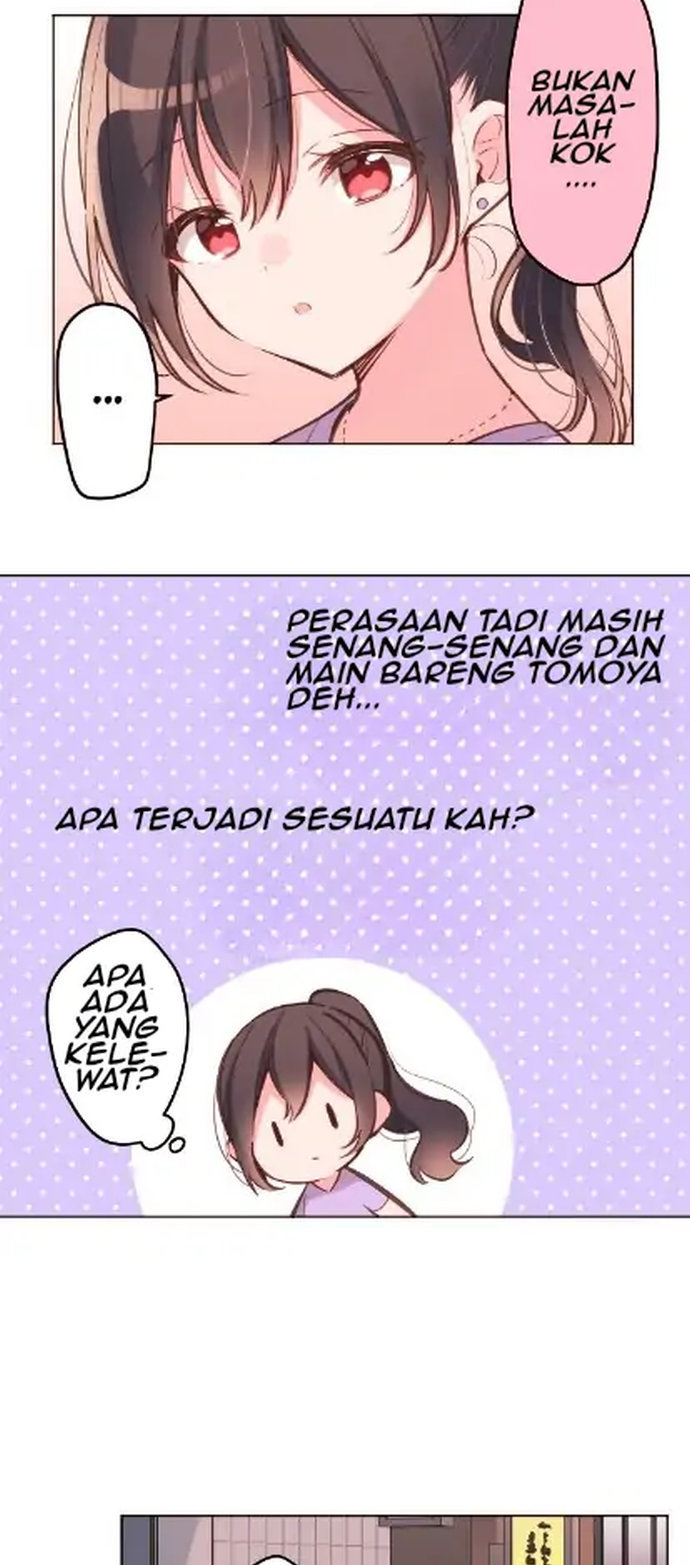 BUKAN
MASA-
LAH
KOK
....
...
PERASAAN TADI MASIH
SENANG-SENANG DAN
MAIN BARENG TOMOYA
DEH...
APA TERJADI SESUATU KAH?
APA
ADA
YANG
KELE-
WAT?